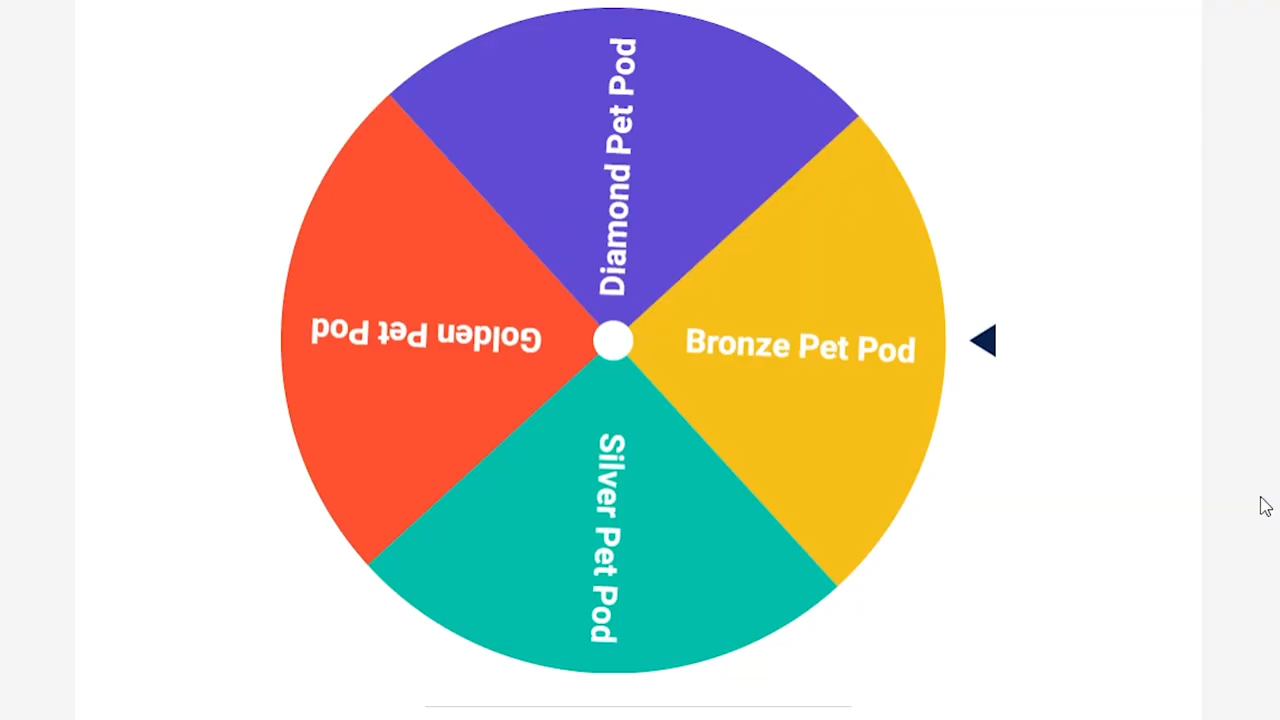 Diamond Pet Pod
Golden Pet Pod
Bronze Pet Pod
Silver Pet Pod